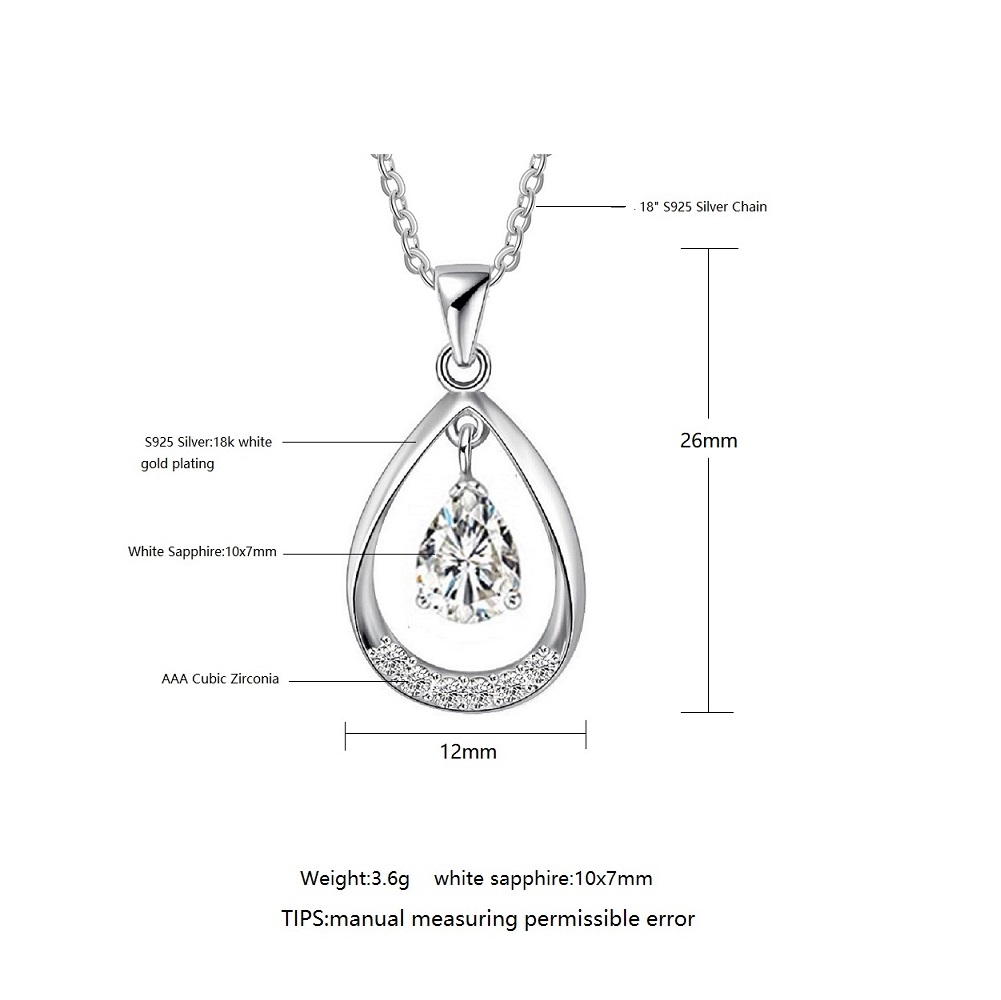 18" S925 Silver Chain
26mm
S925 Silver:18k white
gold plating
White Sapphire:10x7mm
AAA Cubic Zirconia
12mm
Weight:3.6g white sapphire:10x7mm
TIPS:manual measuring permissible error